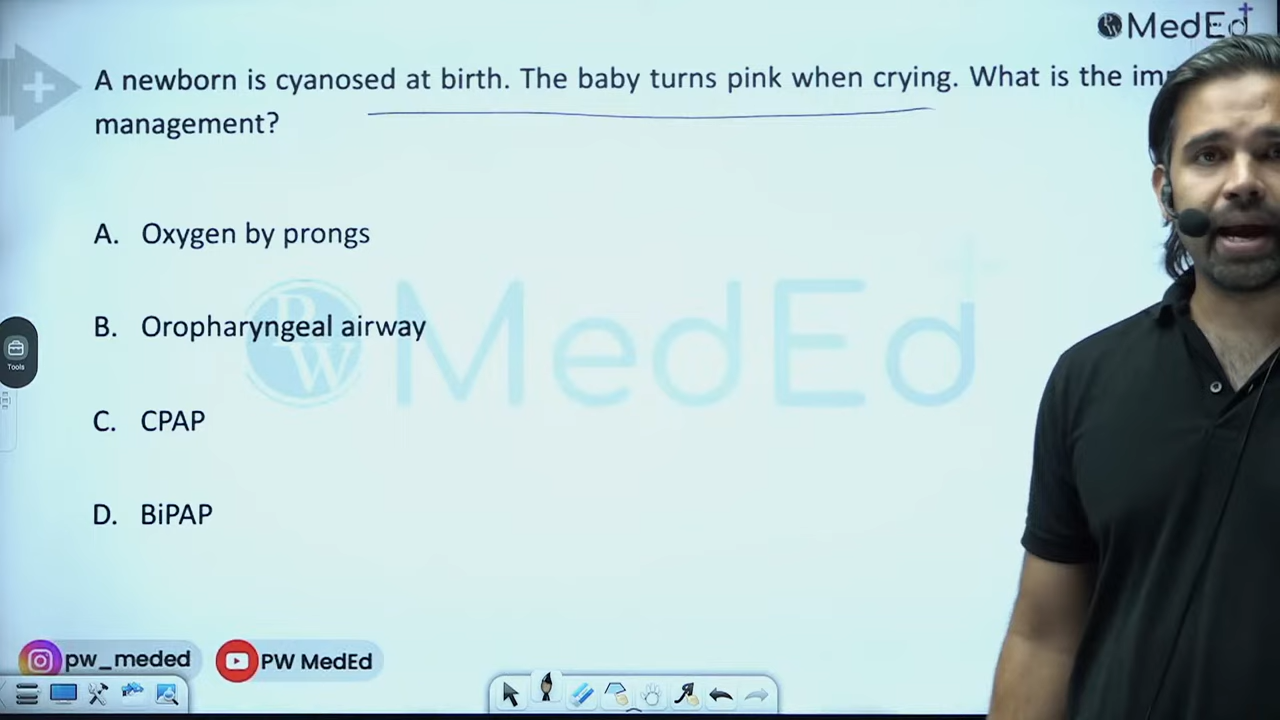 MedEd
A newborn is cyanosed at birth. The baby turns pink when crying. What is the
management?
A. Oxygen by prongs
B. Oropharyngeal airway
PW MedEd
C. CPAP
D. BiPAP
Tools
pw_meded
PW MedEd